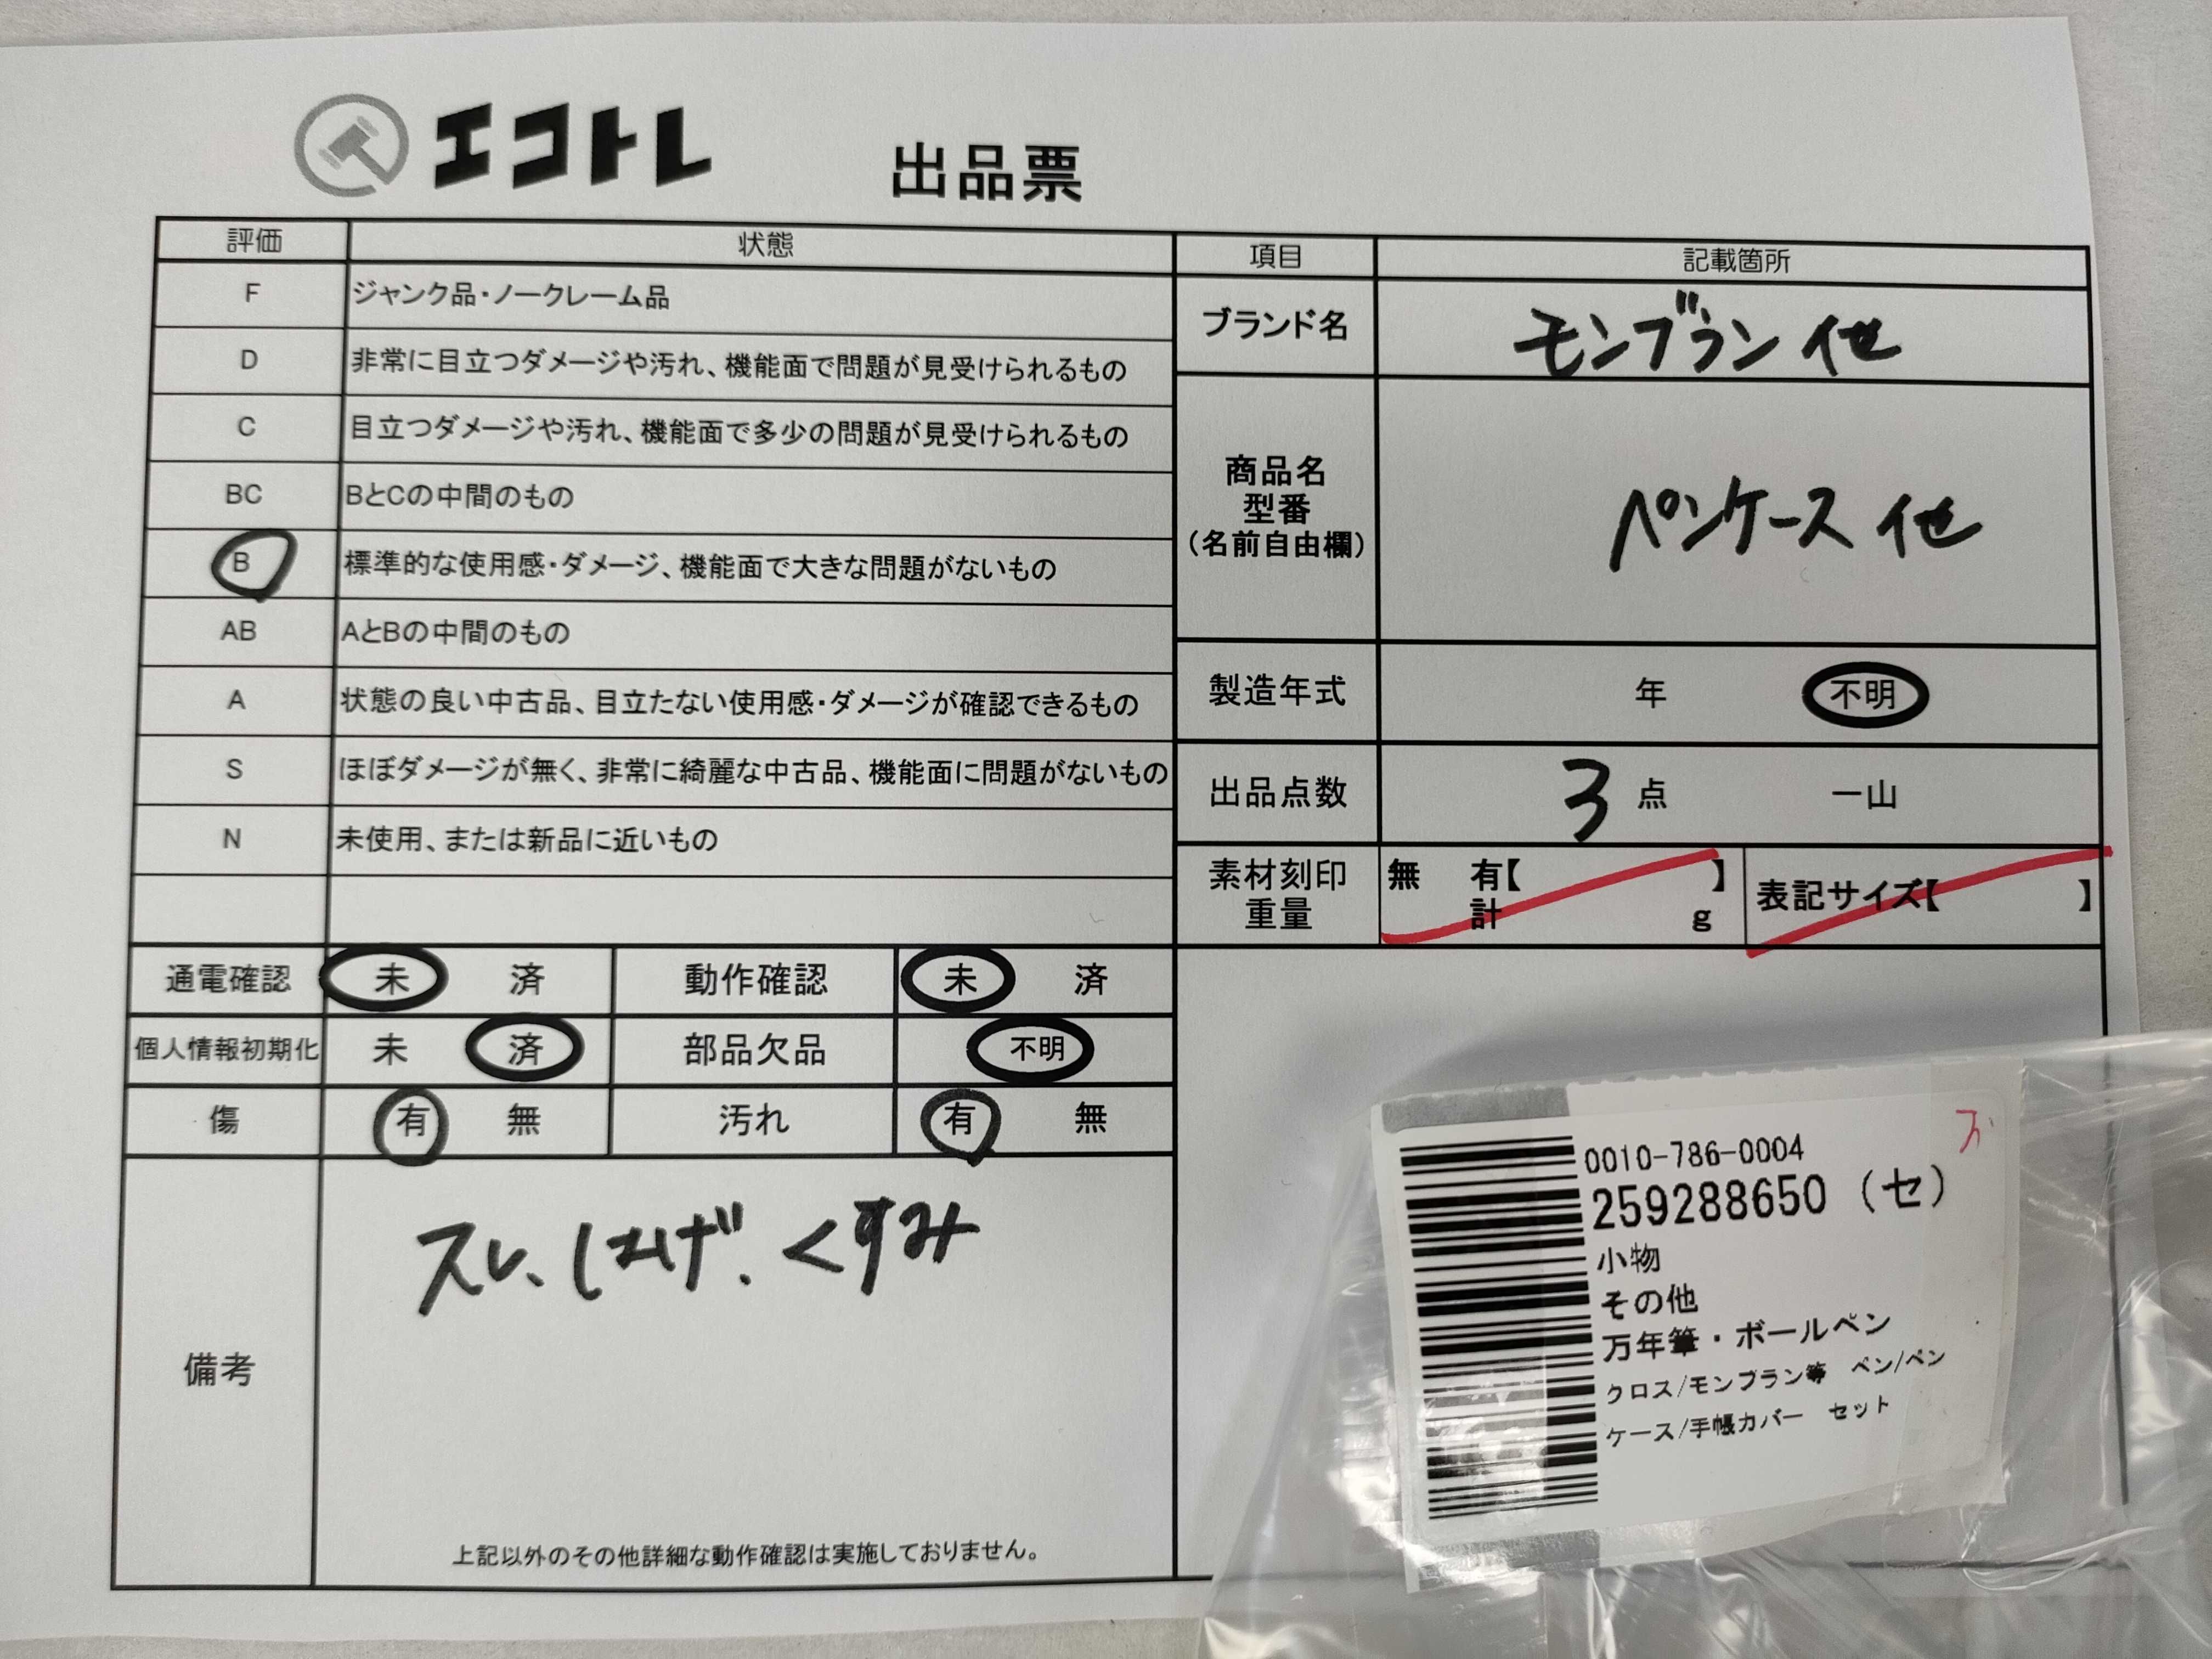 エコトレ
出品票
評価 状態
F ジャンク品・ノークレーム品
D 非常に目立つダメージや汚れ、機能面で問題が見受けられるもの
C 目立つダメージや汚れ、機能面で多少の問題が見受けられるもの
BC BとCの中間のもの
B 標準的な使用感・ダメージ、機能面で大きな問題がないもの
AB AとBの中間のもの
A 状態の良い中古品、目立たない使用感・ダメージが確認できるもの
S ほぼダメージが無く、非常に綺麗な中古品、機能面に問題がないもの
N 未使用、または新品に近いもの
項目 記載箇所
ブランド名 モンブラン 他
商品名
型番
(名前自由欄)
ペンケース 他
製造年式 年 不明
出品点数 3 点 一山
素材刻印
重量
無 有【 】
計 g
表記サイズ【 】
通電確認 未 済 動作確認 未 済
個人情報初期化 未 済 部品欠品 不明
傷 有 無 汚れ 有 無
備考
スレ、はげ、くすみ
上記以外のその他詳細な動作確認は実施しておりません。
0010-786-0004
259288650 (セ)
小物
その他
万年筆・ボールペン
クロス/モンブラン等 ペン/ペン
ケース/手帳カバー セット